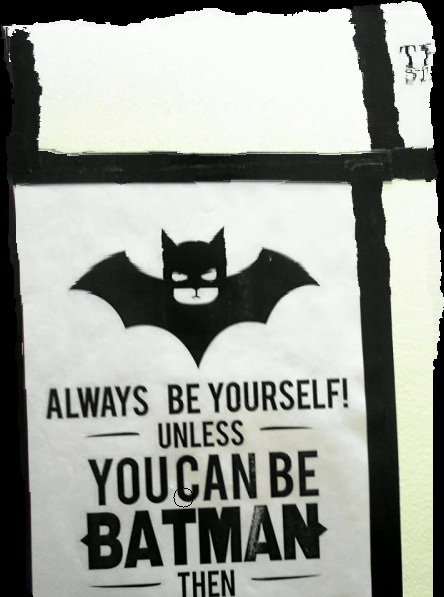 ALWAYS BE YOURSELF!
UNLESS
YOU CAN BE
BATMAN
THEN